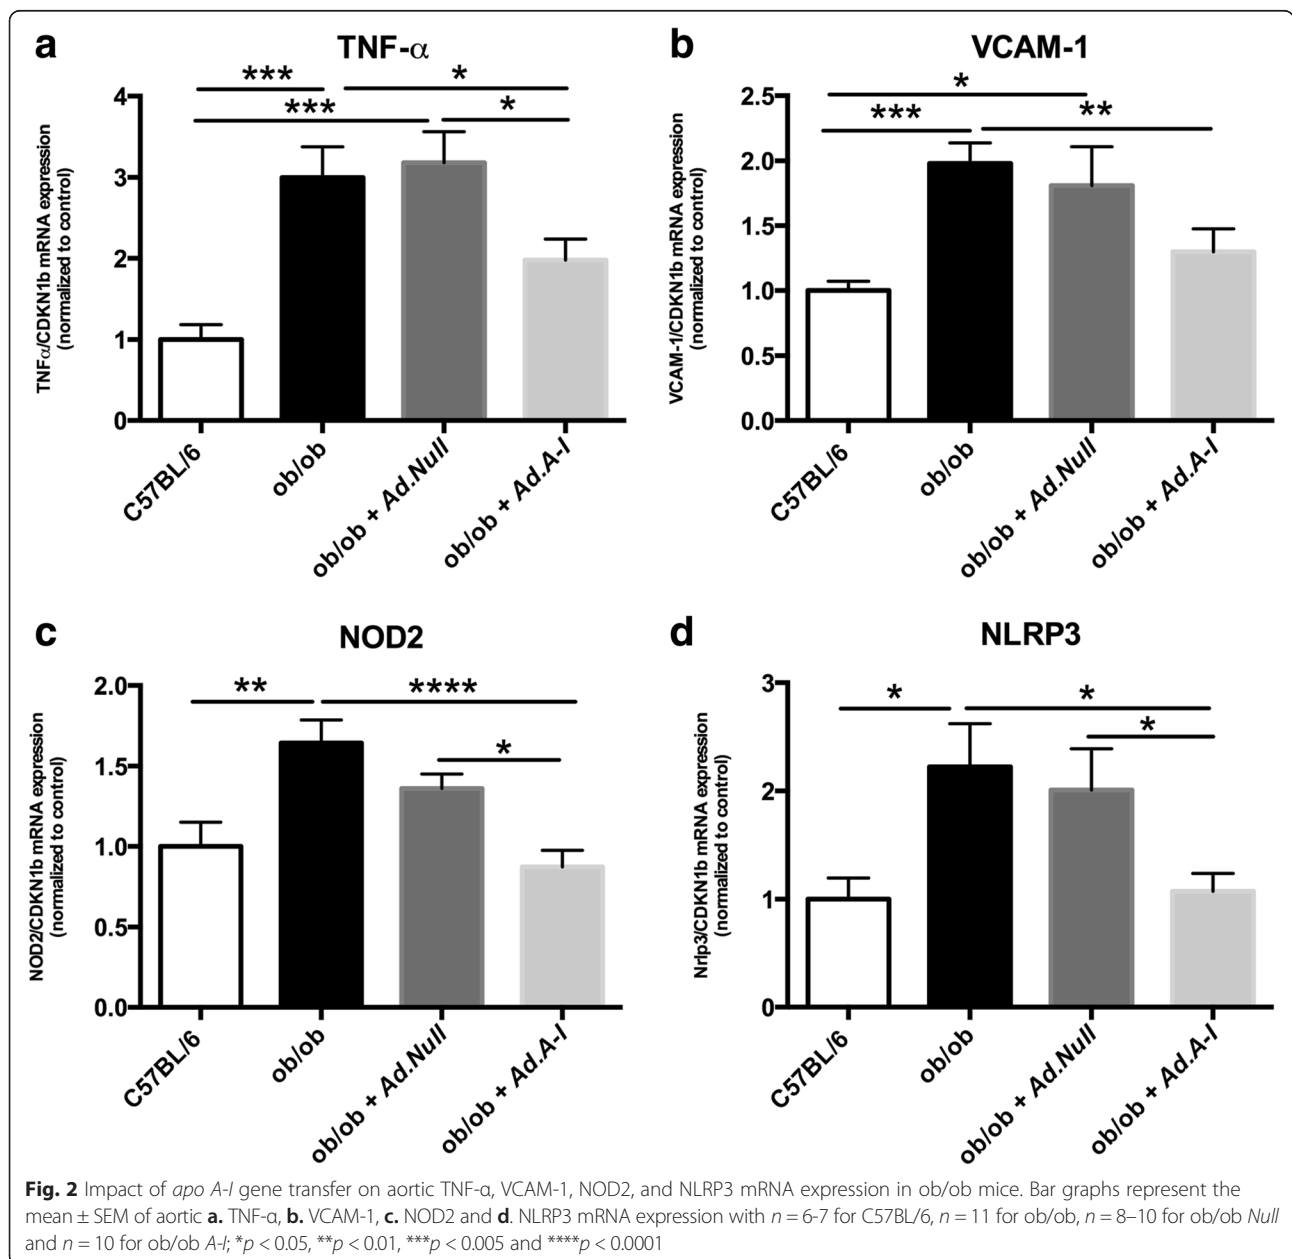 a
TNF-α
***
*
***
*
TNFα/CDKN1b mRNA expression
(normalized to control)
4
3
2
1
0
C57BL/6
ob/ob
ob/ob + Ad.Null
ob/ob + Ad.A-I
b
VCAM-1
*
***
**
VCAM-1/CDKN1b mRNA expression
(normalized to control)
2.5
2.0
1.5
1.0
0.5
0.0
C57BL/6
ob/ob
ob/ob + Ad.Null
ob/ob + Ad.A-I
c
NOD2
**
****
*
NOD2/CDKN1b mRNA expression
(normalized to control)
2.0
1.5
1.0
0.5
0.0
C57BL/6
ob/ob
ob/ob + Ad.Null
ob/ob + Ad.A-I
d
NLRP3
*
*
*
Nrlp3/CDKN1b mRNA expression
(normalized to control)
3
2
1
0
C57BL/6
ob/ob
ob/ob + Ad.Null
ob/ob + Ad.A-I
Fig. 2 Impact of apo A-I gene transfer on aortic TNF-α, VCAM-1, NOD2, and NLRP3 mRNA expression in ob/ob mice. Bar graphs represent the
mean ± SEM of aortic a. TNF-α, b. VCAM-1, c. NOD2 and d. NLRP3 mRNA expression with n = 6-7 for C57BL/6, n = 11 for ob/ob, n = 8–10 for ob/ob Null
and n = 10 for ob/ob A-I; *p < 0.05, **p < 0.01, ***p < 0.005 and ****p < 0.0001